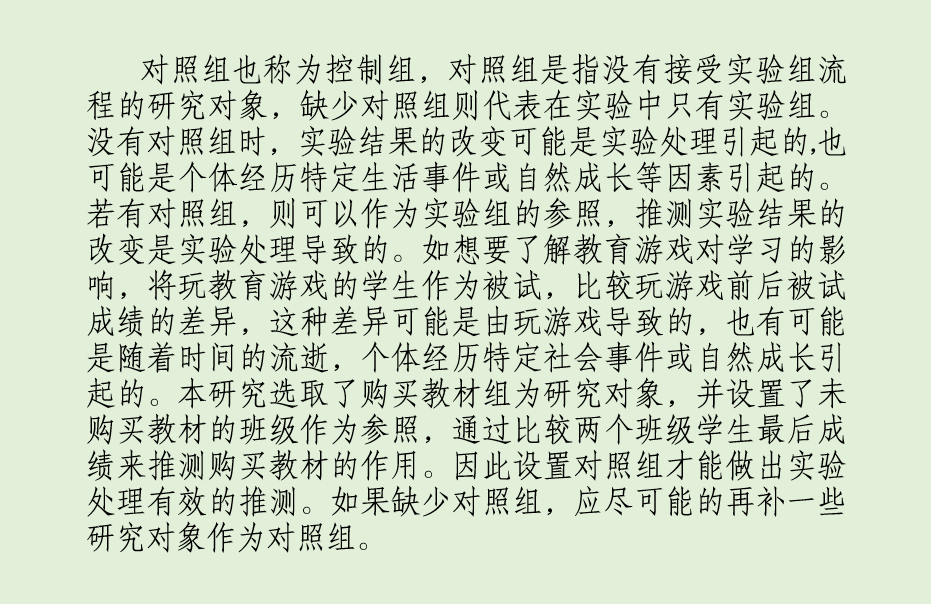 对照组也称为控制组，对照组是指没有接受实验组流
程的研究对象，缺少对照组则代表在实验中只有实验组。
没有对照组时，实验结果的改变可能是实验处理引起的,也
可能是个体经历特定生活事件或自然成长等因素引起的。
若有对照组，则可以作为实验组的参照，推测实验结果的
改变是实验处理导致的。如想要了解教育游戏对学习的影
响，将玩教育游戏的学生作为被试，比较玩游戏前后被试
成绩的差异，这种差异可能是由玩游戏导致的，也有可能
是随着时间的流逝，个体经历特定社会事件或自然成长引
起的。本研究选取了购买教材组为研究对象，并设置了未
购买教材的班级作为参照，通过比较两个班级学生最后成
绩来推测购买教材的作用。因此设置对照组才能做出实验
处理有效的推测。如果缺少对照组，应尽可能的再补一些
研究对象作为对照组。